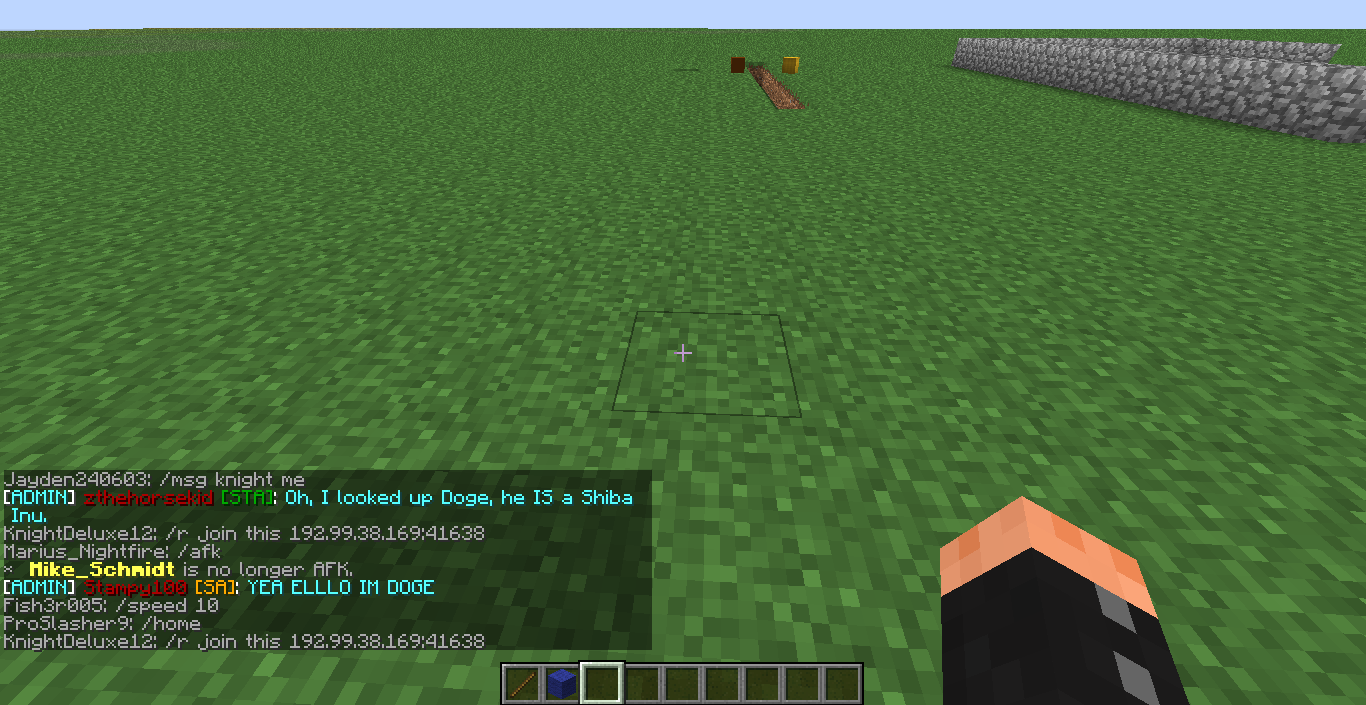 Jayden240603: /msg knight me
[ADMIN] zthehorsekid [STA]: Oh, I looked up Doge, he IS a Shiba
Inu.
KnightDeluxe12: /r join this 192.99.38.169:41638
Marius_Nightfire: /afk
* Mike_Schmidt is no longer AFK.
[ADMIN] Stampy100 [SA]: YEA ELLLO IM DOGE
Fish3r005: /speed 10
ProSlasher9: /home
KnightDeluxe12: /r join this 192.99.38.169:41638